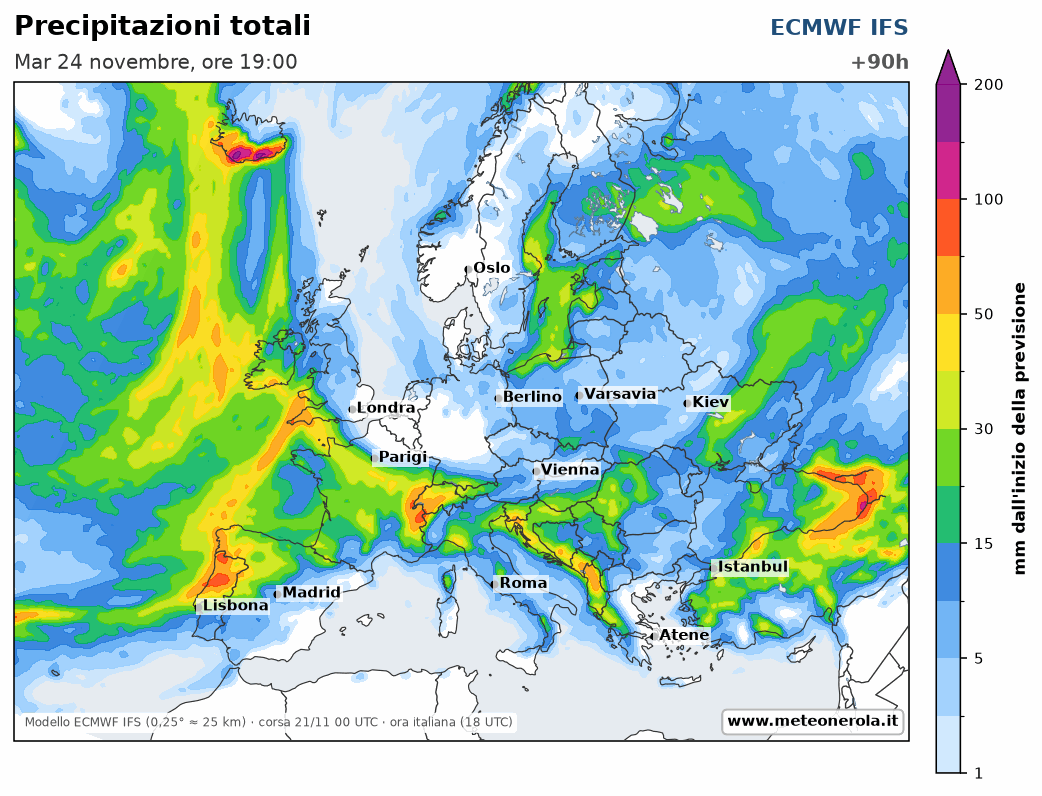 Precipitazioni totali
ECMWF IFS
Mar 24 novembre, ore 19:00
+90h
200
100
50
30
15
5
1
mm dall'inizio della previsione
Oslo
Londra
Berlino
Varsavia
Kiev
Parigi
Vienna
Istanbul
Roma
Madrid
Lisbona
Atene
Modello ECMWF IFS (0,25° ≈ 25 km) · corsa 21/11 00 UTC · ora italiana (18 UTC)
www.meteonerola.it